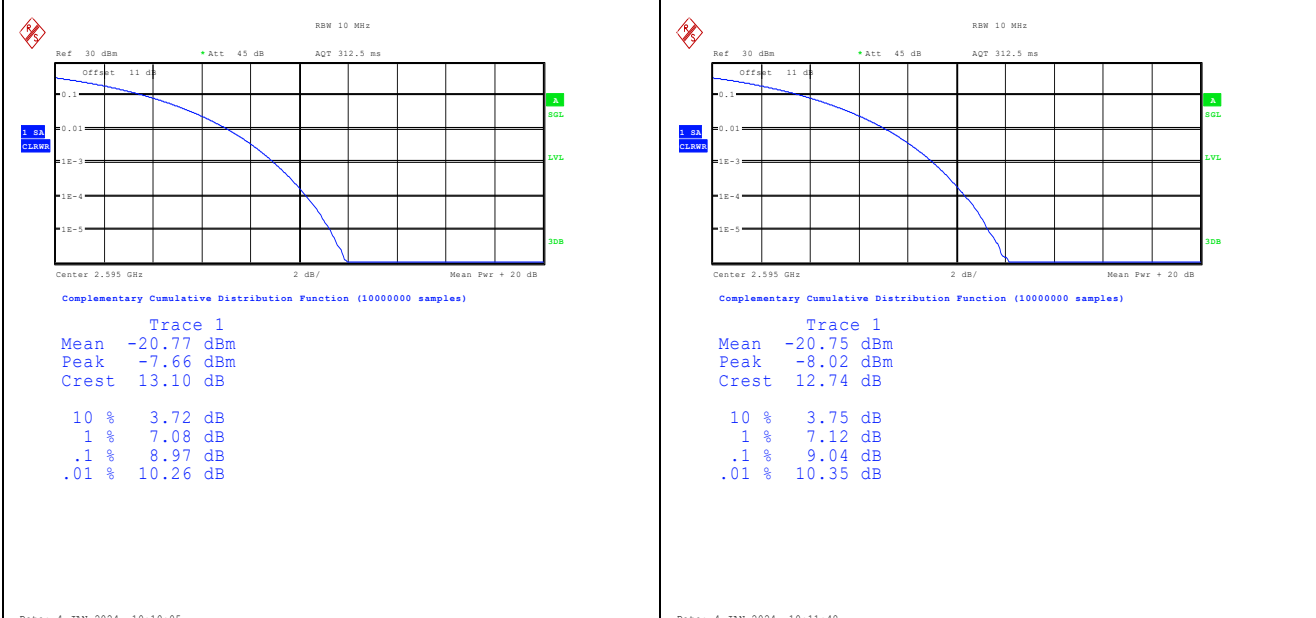 R S
RBW 10 MHz
Ref 30 dBm * Att 45 dB AQT 312.5 ms
Offset 11 dB
0.1
0.01
1E-3
1E-4
1E-5
1 SA
CLRWR
A
SGL
LVL
3DB
Center 2.595 GHz 2 dB/ Mean Pwr + 20 dB
Complementary Cumulative Distribution Function (10000000 samples)
Trace 1
Mean -20.77 dBm
Peak -7.66 dBm
Crest 13.10 dB
10 % 3.72 dB
1 % 7.08 dB
.1 % 8.97 dB
.01 % 10.26 dB
R S
RBW 10 MHz
Ref 30 dBm * Att 45 dB AQT 312.5 ms
Offset 11 dB
0.1
0.01
1E-3
1E-4
1E-5
1 SA
CLRWR
A
SGL
LVL
3DB
Center 2.595 GHz 2 dB/ Mean Pwr + 20 dB
Complementary Cumulative Distribution Function (10000000 samples)
Trace 1
Mean -20.75 dBm
Peak -8.02 dBm
Crest 12.74 dB
10 % 3.75 dB
1 % 7.12 dB
.1 % 9.04 dB
.01 % 10.35 dB